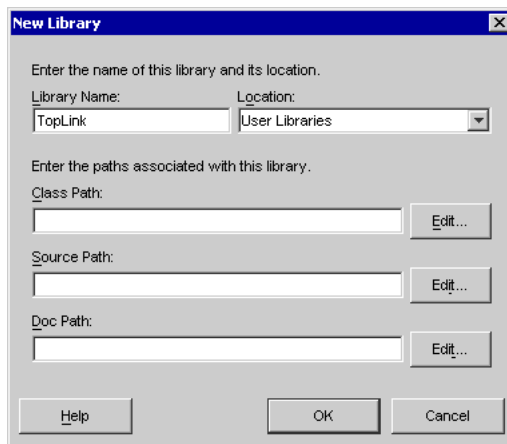 New Library
Enter the name of this library and its location.
Library Name: Location:
TopLink User Libraries
Enter the paths associated with this library.
Class Path:
Edit...
Source Path:
Edit...
Doc Path:
Edit...
Help OK Cancel